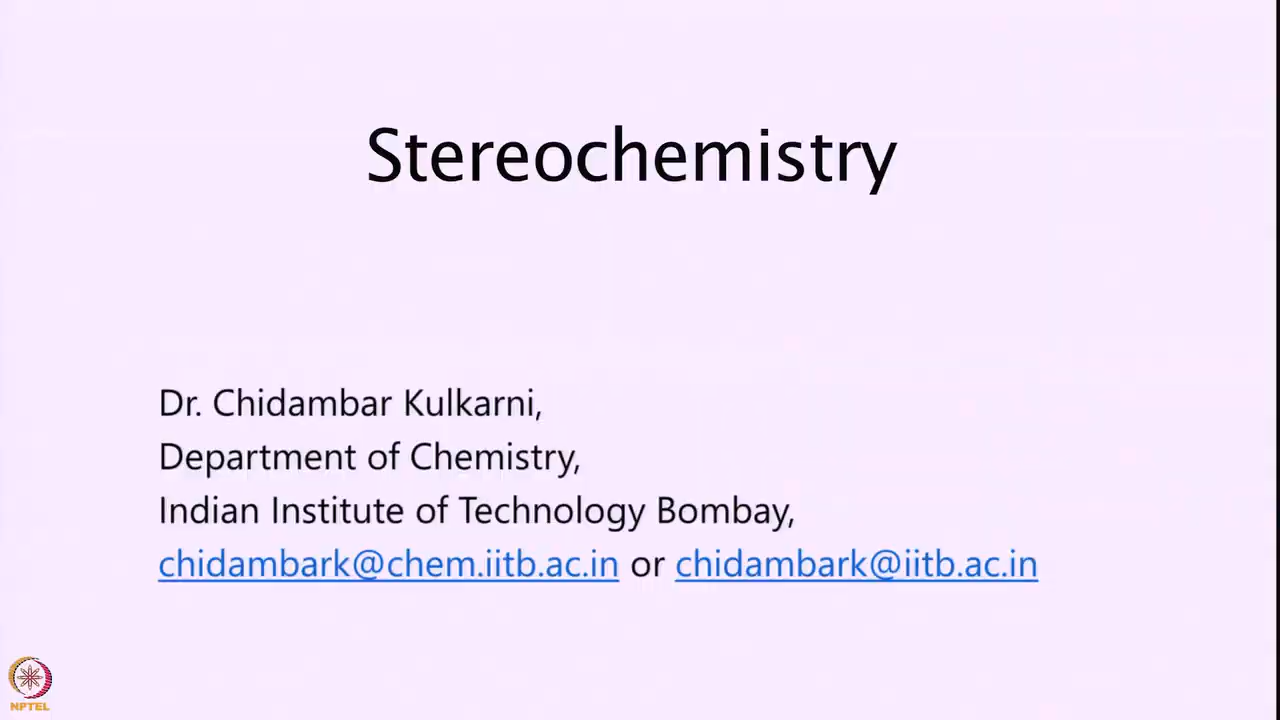 Stereochemistry
Dr. Chidambar Kulkarni,
Department of Chemistry,
Indian Institute of Technology Bombay,
chidambark@chem.iitb.ac.in or chidambark@iitb.ac.in
NPTEL